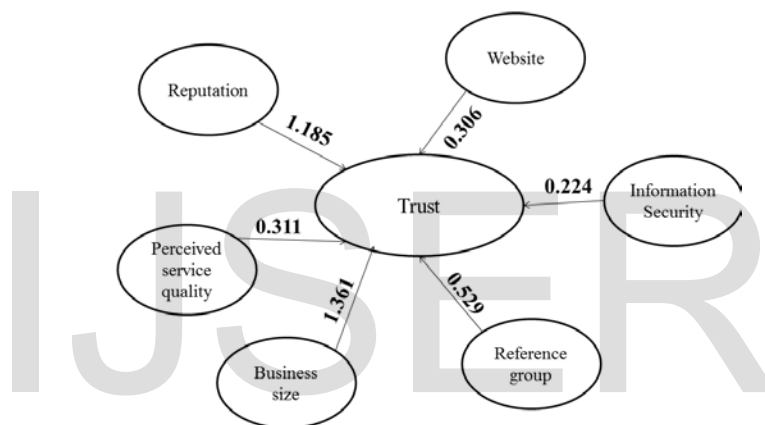 Website
Reputation
1.185
0.306
Trust
0.224
Information
Security
0.311
Perceived
service
quality
1.361
0.529
Business
size
Reference
group
IJSER